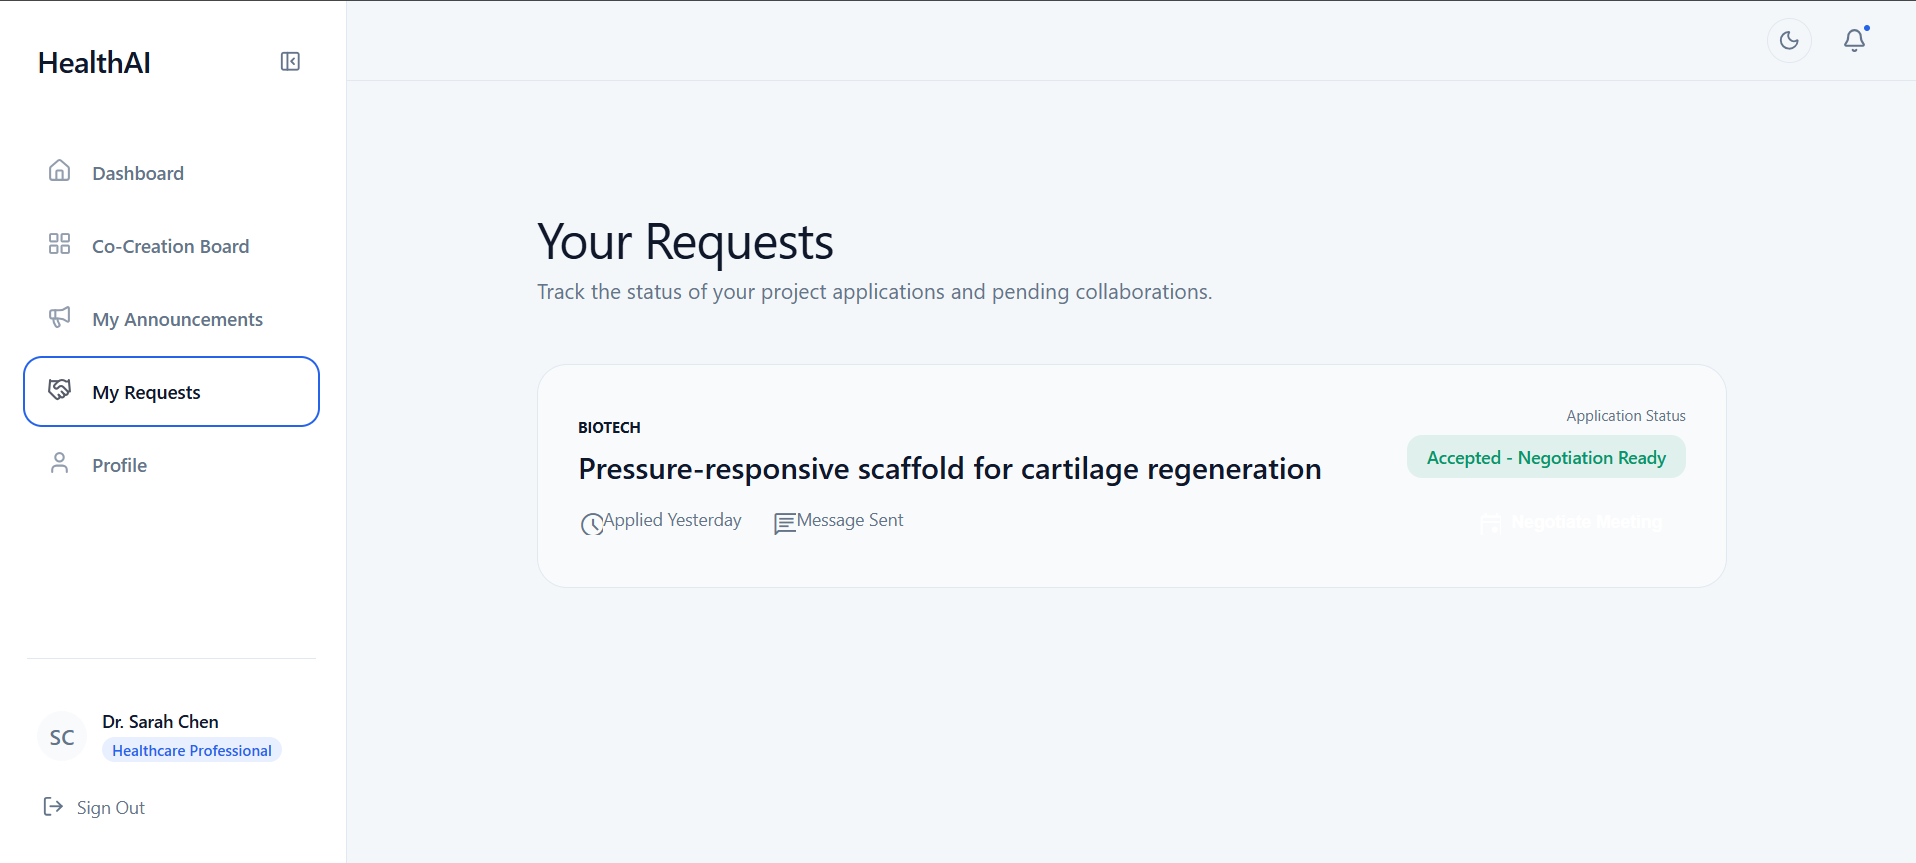 HealthAI
Dashboard
Co-Creation Board
My Announcements
My Requests
Profile
Dr. Sarah Chen
SC
Healthcare Professional
Sign Out
Your Requests
Track the status of your project applications and pending collaborations.
BIOTECH
Application Status
Pressure-responsive scaffold for cartilage regeneration
Accepted - Negotiation Ready
Applied Yesterday
Message Sent
Negotiate Meeting